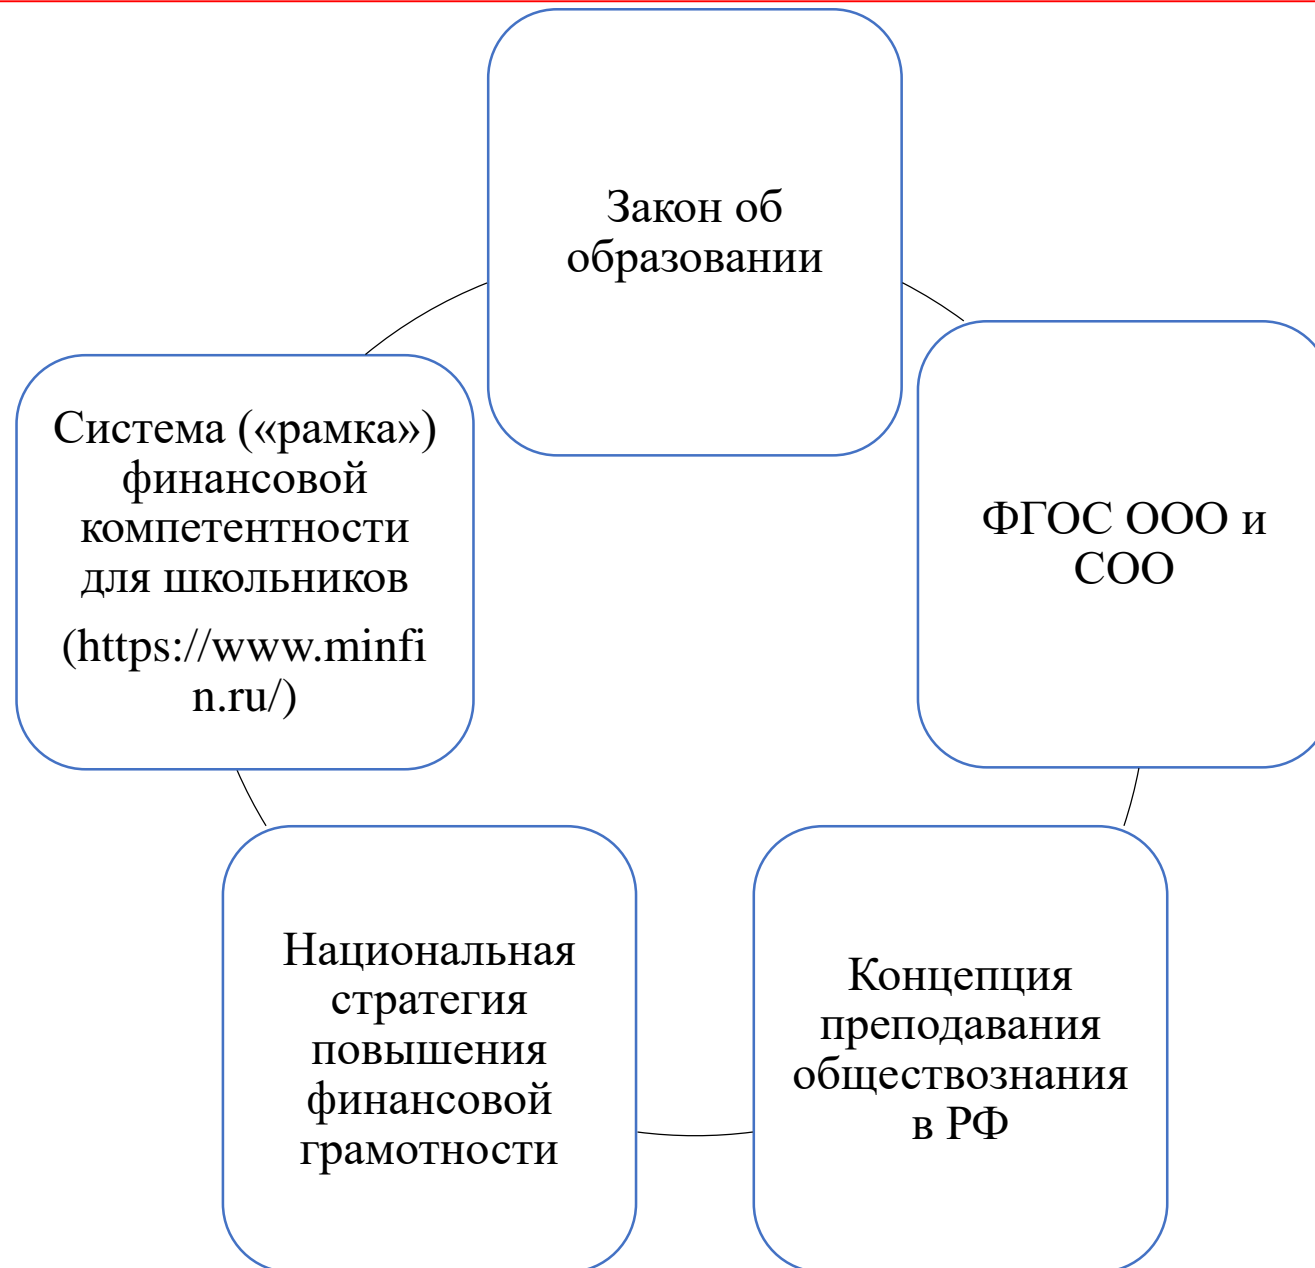 Закон об
образовании
ФГОС ООО и
СОО
Концепция
преподавания
обществознания
в РФ
Национальная
стратегия
повышения
финансовой
грамотности
Система («рамка»)
финансовой
компетентности
для школьников
(https://www.minfi
n.ru/)